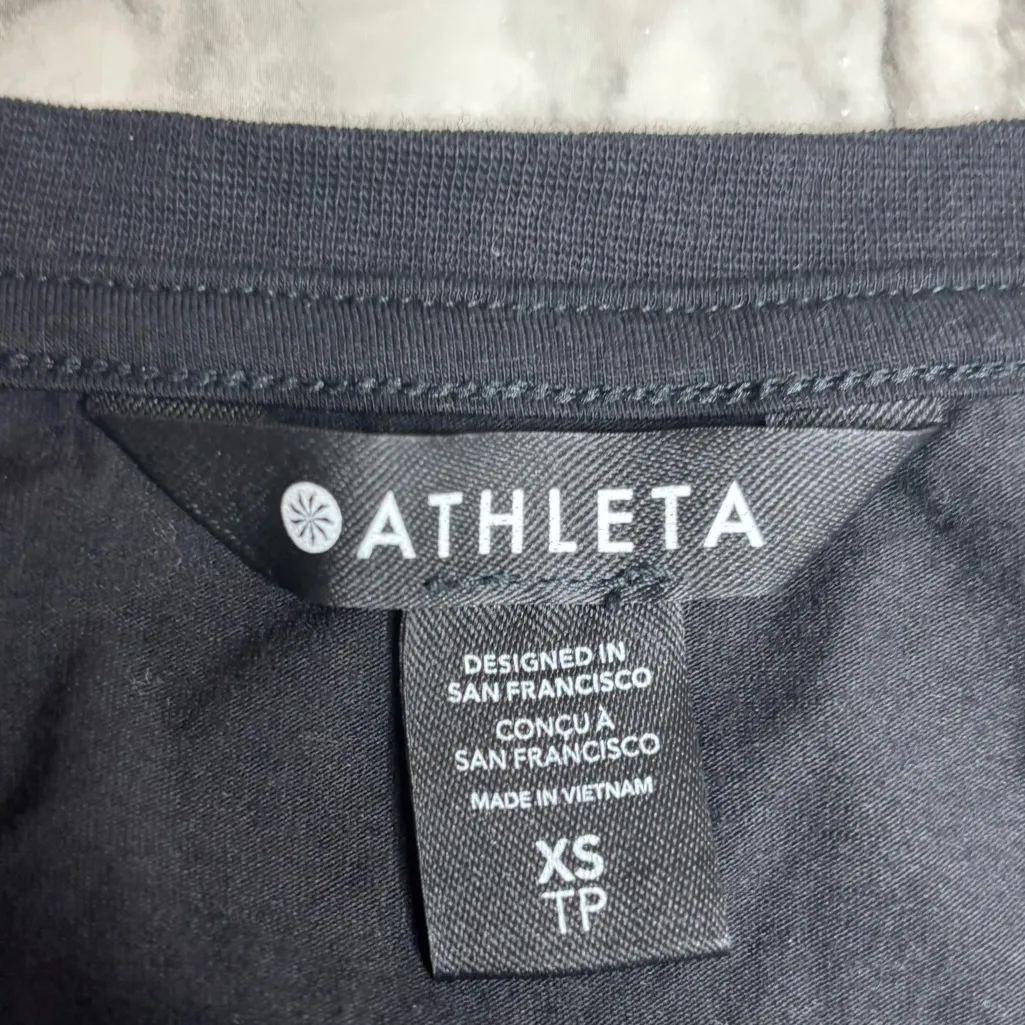 ATHLETA
DESIGNED IN
SAN FRANCISCO
CONÇU À
SAN FRANCISCO
MADE IN VIETNAM
XS
TP